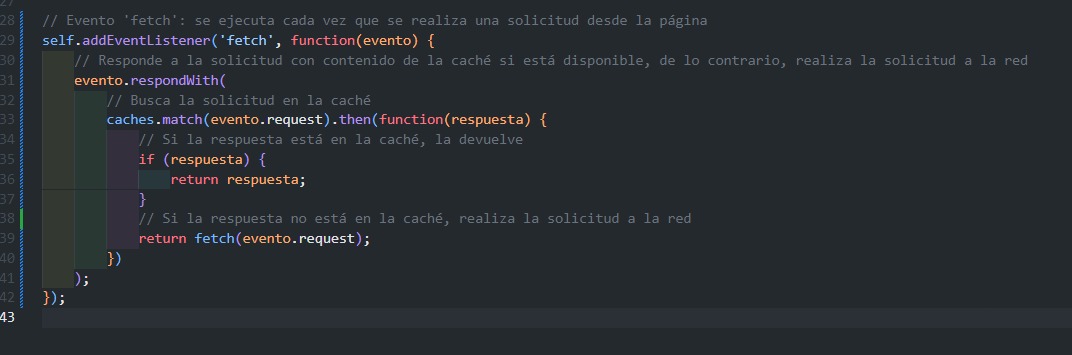 27
28 // Evento 'fetch': se ejecuta cada vez que se realiza una solicitud desde la página
29 self.addEventListener('fetch', function(evento) {
30 // Responde a la solicitud con contenido de la caché si está disponible, de lo contrario, realiza la solicitud a la red
31 evento.respondWith(
32 // Busca la solicitud en la caché
33 caches.match(evento.request).then(function(respuesta) {
34 // Si la respuesta está en la caché, la devuelve
35 if (respuesta) {
36 return respuesta;
37 }
38 // Si la respuesta no está en la caché, realiza la solicitud a la red
39 return fetch(evento.request);
40 })
41 );
42 });
43